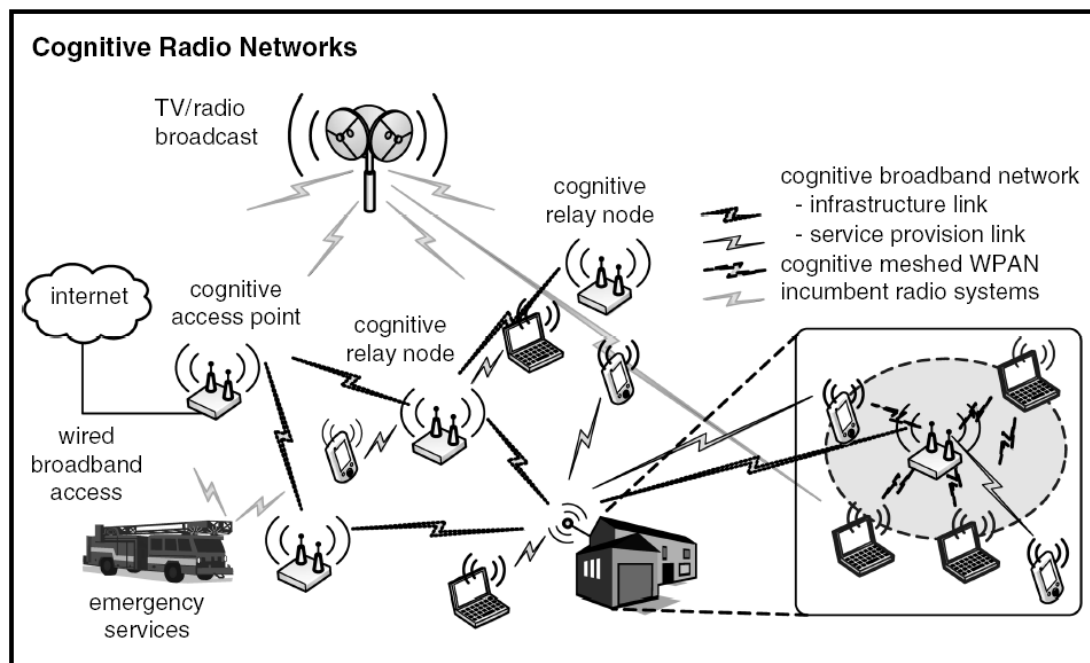 Cognitive Radio Networks
TV/radio
broadcast
cognitive
relay node
cognitive broadband network
- infrastructure link
- service provision link
cognitive meshed WPAN
incumbent radio systems
internet
cognitive
access point
cognitive
relay node
wired
broadband
access
emergency
services